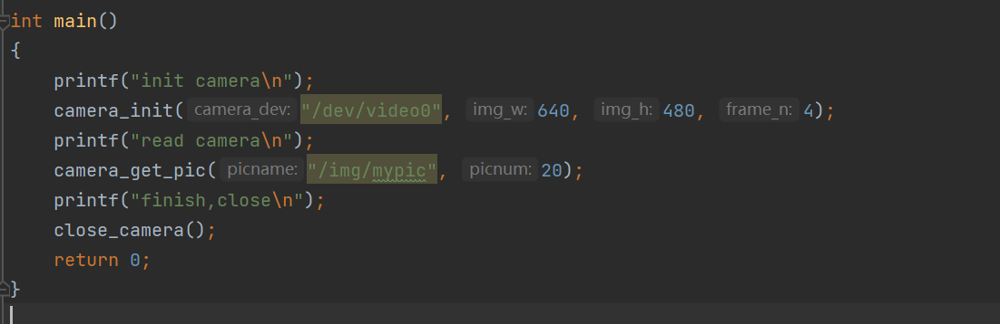 int main()
{
    printf("init camera\n");
    camera_init( camera_dev: "/dev/video0", img_w: 640, img_h: 480, frame_n: 4);
    printf("read camera\n");
    camera_get_pic( picname: "/img/mypic", picnum: 20);
    printf("finish,close\n");
    close_camera();
    return 0;
}